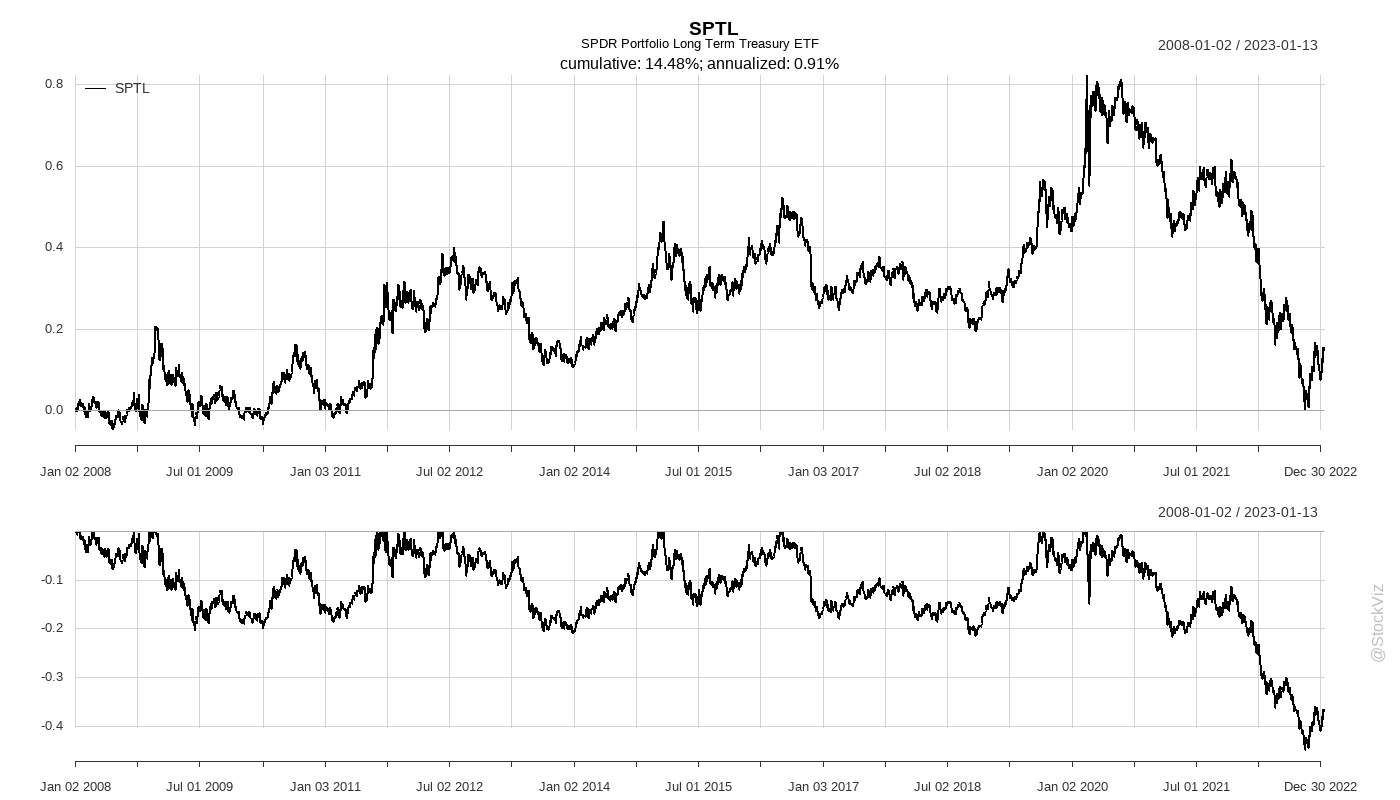 SPTL
SPDR Portfolio Long Term Treasury ETF
cumulative: 14.48%; annualized: 0.91%
2008-01-02 / 2023-01-13
SPTL
0.8
0.6
0.4
0.2
0.0
Jan 02 2008 Jul 01 2009 Jan 03 2011 Jul 02 2012 Jan 02 2014 Jul 01 2015 Jan 03 2017 Jul 02 2018 Jan 02 2020 Jul 01 2021 Dec 30 2022
2008-01-02 / 2023-01-13
-0.1
-0.2
-0.3
-0.4
Jan 02 2008 Jul 01 2009 Jan 03 2011 Jul 02 2012 Jan 02 2014 Jul 01 2015 Jan 03 2017 Jul 02 2018 Jan 02 2020 Jul 01 2021 Dec 30 2022
@StockViz